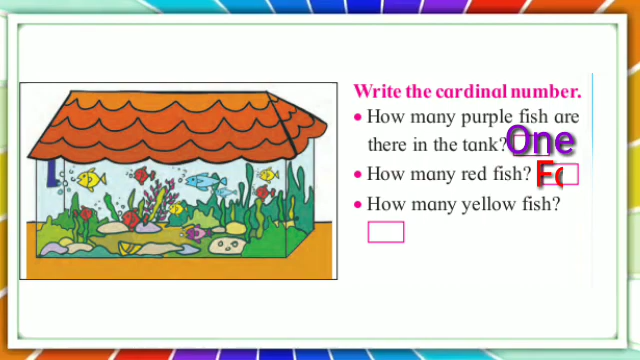 Write the cardinal number.
• How many purple fish are
there in the tank? One
• How many red fish? Fo
• How many yellow fish?